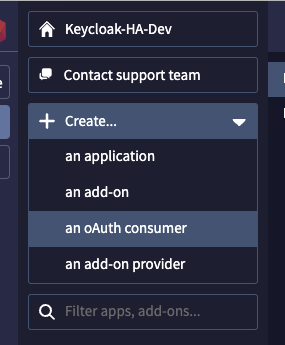 Keycloak-HA-Dev
Contact support team
Create...
an application
an add-on
an oAuth consumer
an add-on provider
Filter apps, add-ons...